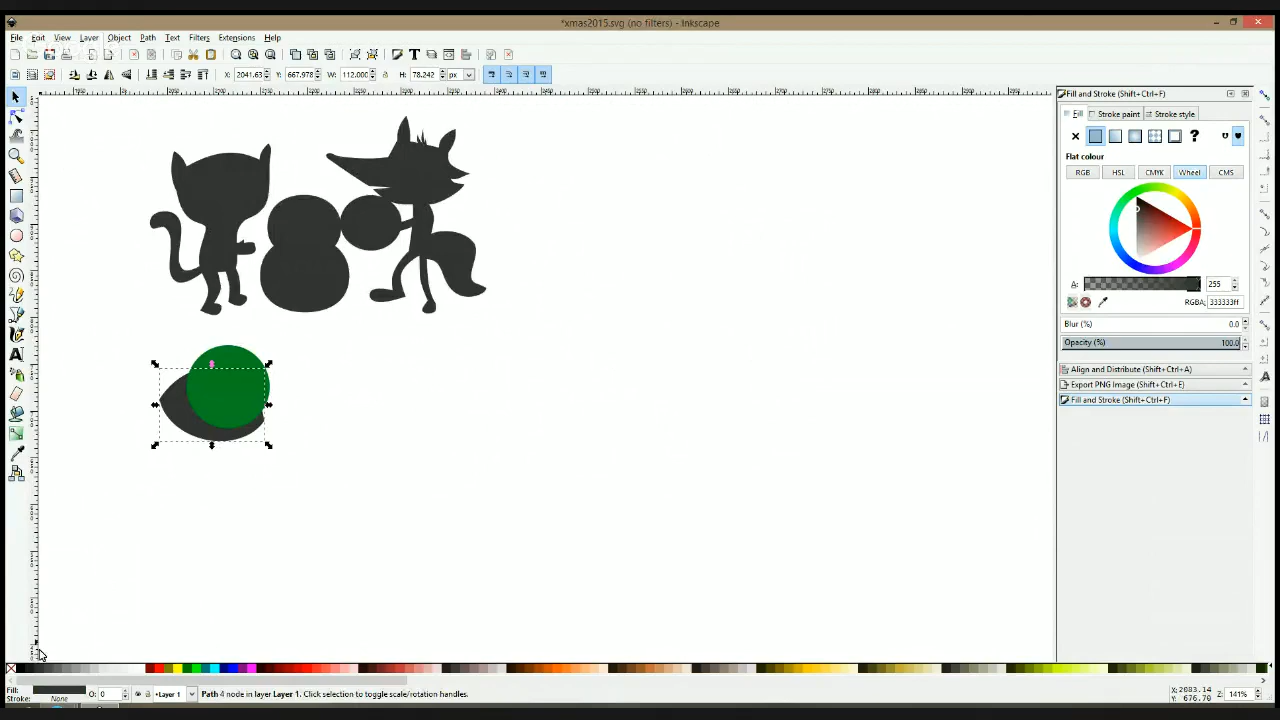 *xmas2015.svg (no filters) - Inkscape
File Edit View Layer Object Path Text Filters Extensions Help
X: 2041.63 Y: 667.978 W: 112.000 H: 78.242 px
Fill and Stroke (Shift+Ctrl+F)
Fill Stroke paint Stroke style
?
Flat colour
RGB HSL CMYK Wheel CMS
A: 255
RGBA: 333333ff
Blur (%) 0.0
Opacity (%) 100.0
Align and Distribute (Shift+Ctrl+A)
Export PNG Image (Shift+Ctrl+E)
Fill and Stroke (Shift+Ctrl+F)
Fill: O: 0 •Layer 1 Path 4 node in layer Layer 1. Click selection to toggle scale/rotation handles. X:2083.14 Z: 141%
Stroke: None Y: 676.70